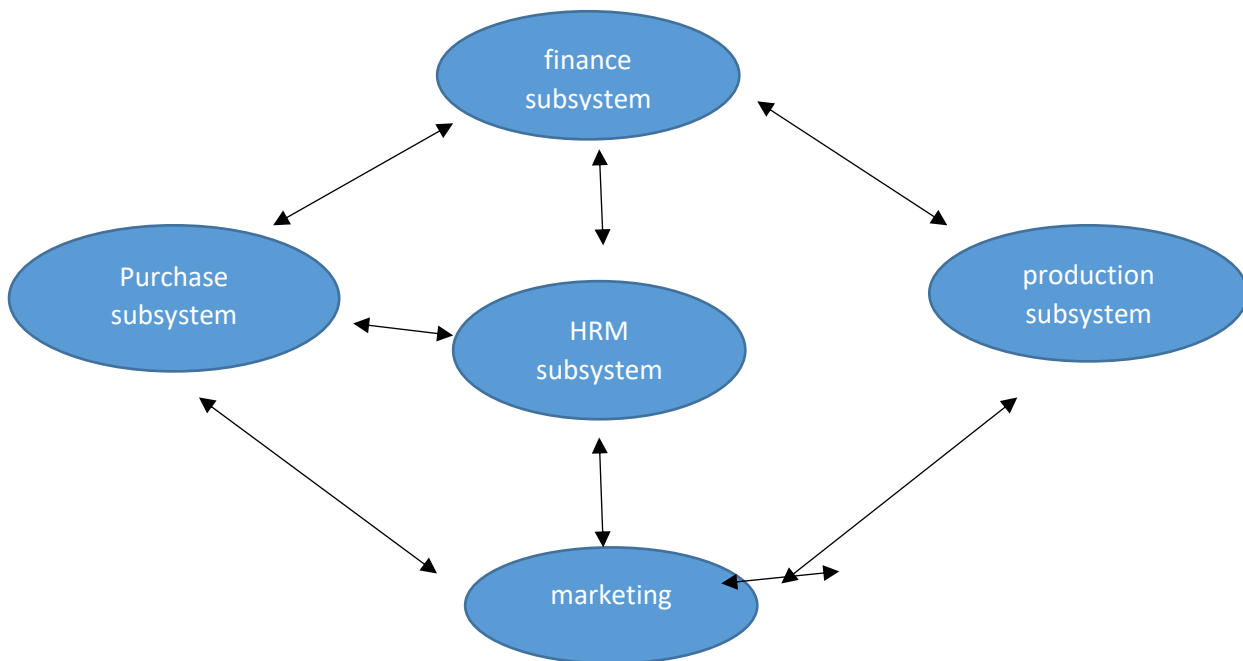 finance
subsystem
Purchase
subsystem
production
subsystem
HRM
subsystem
marketing